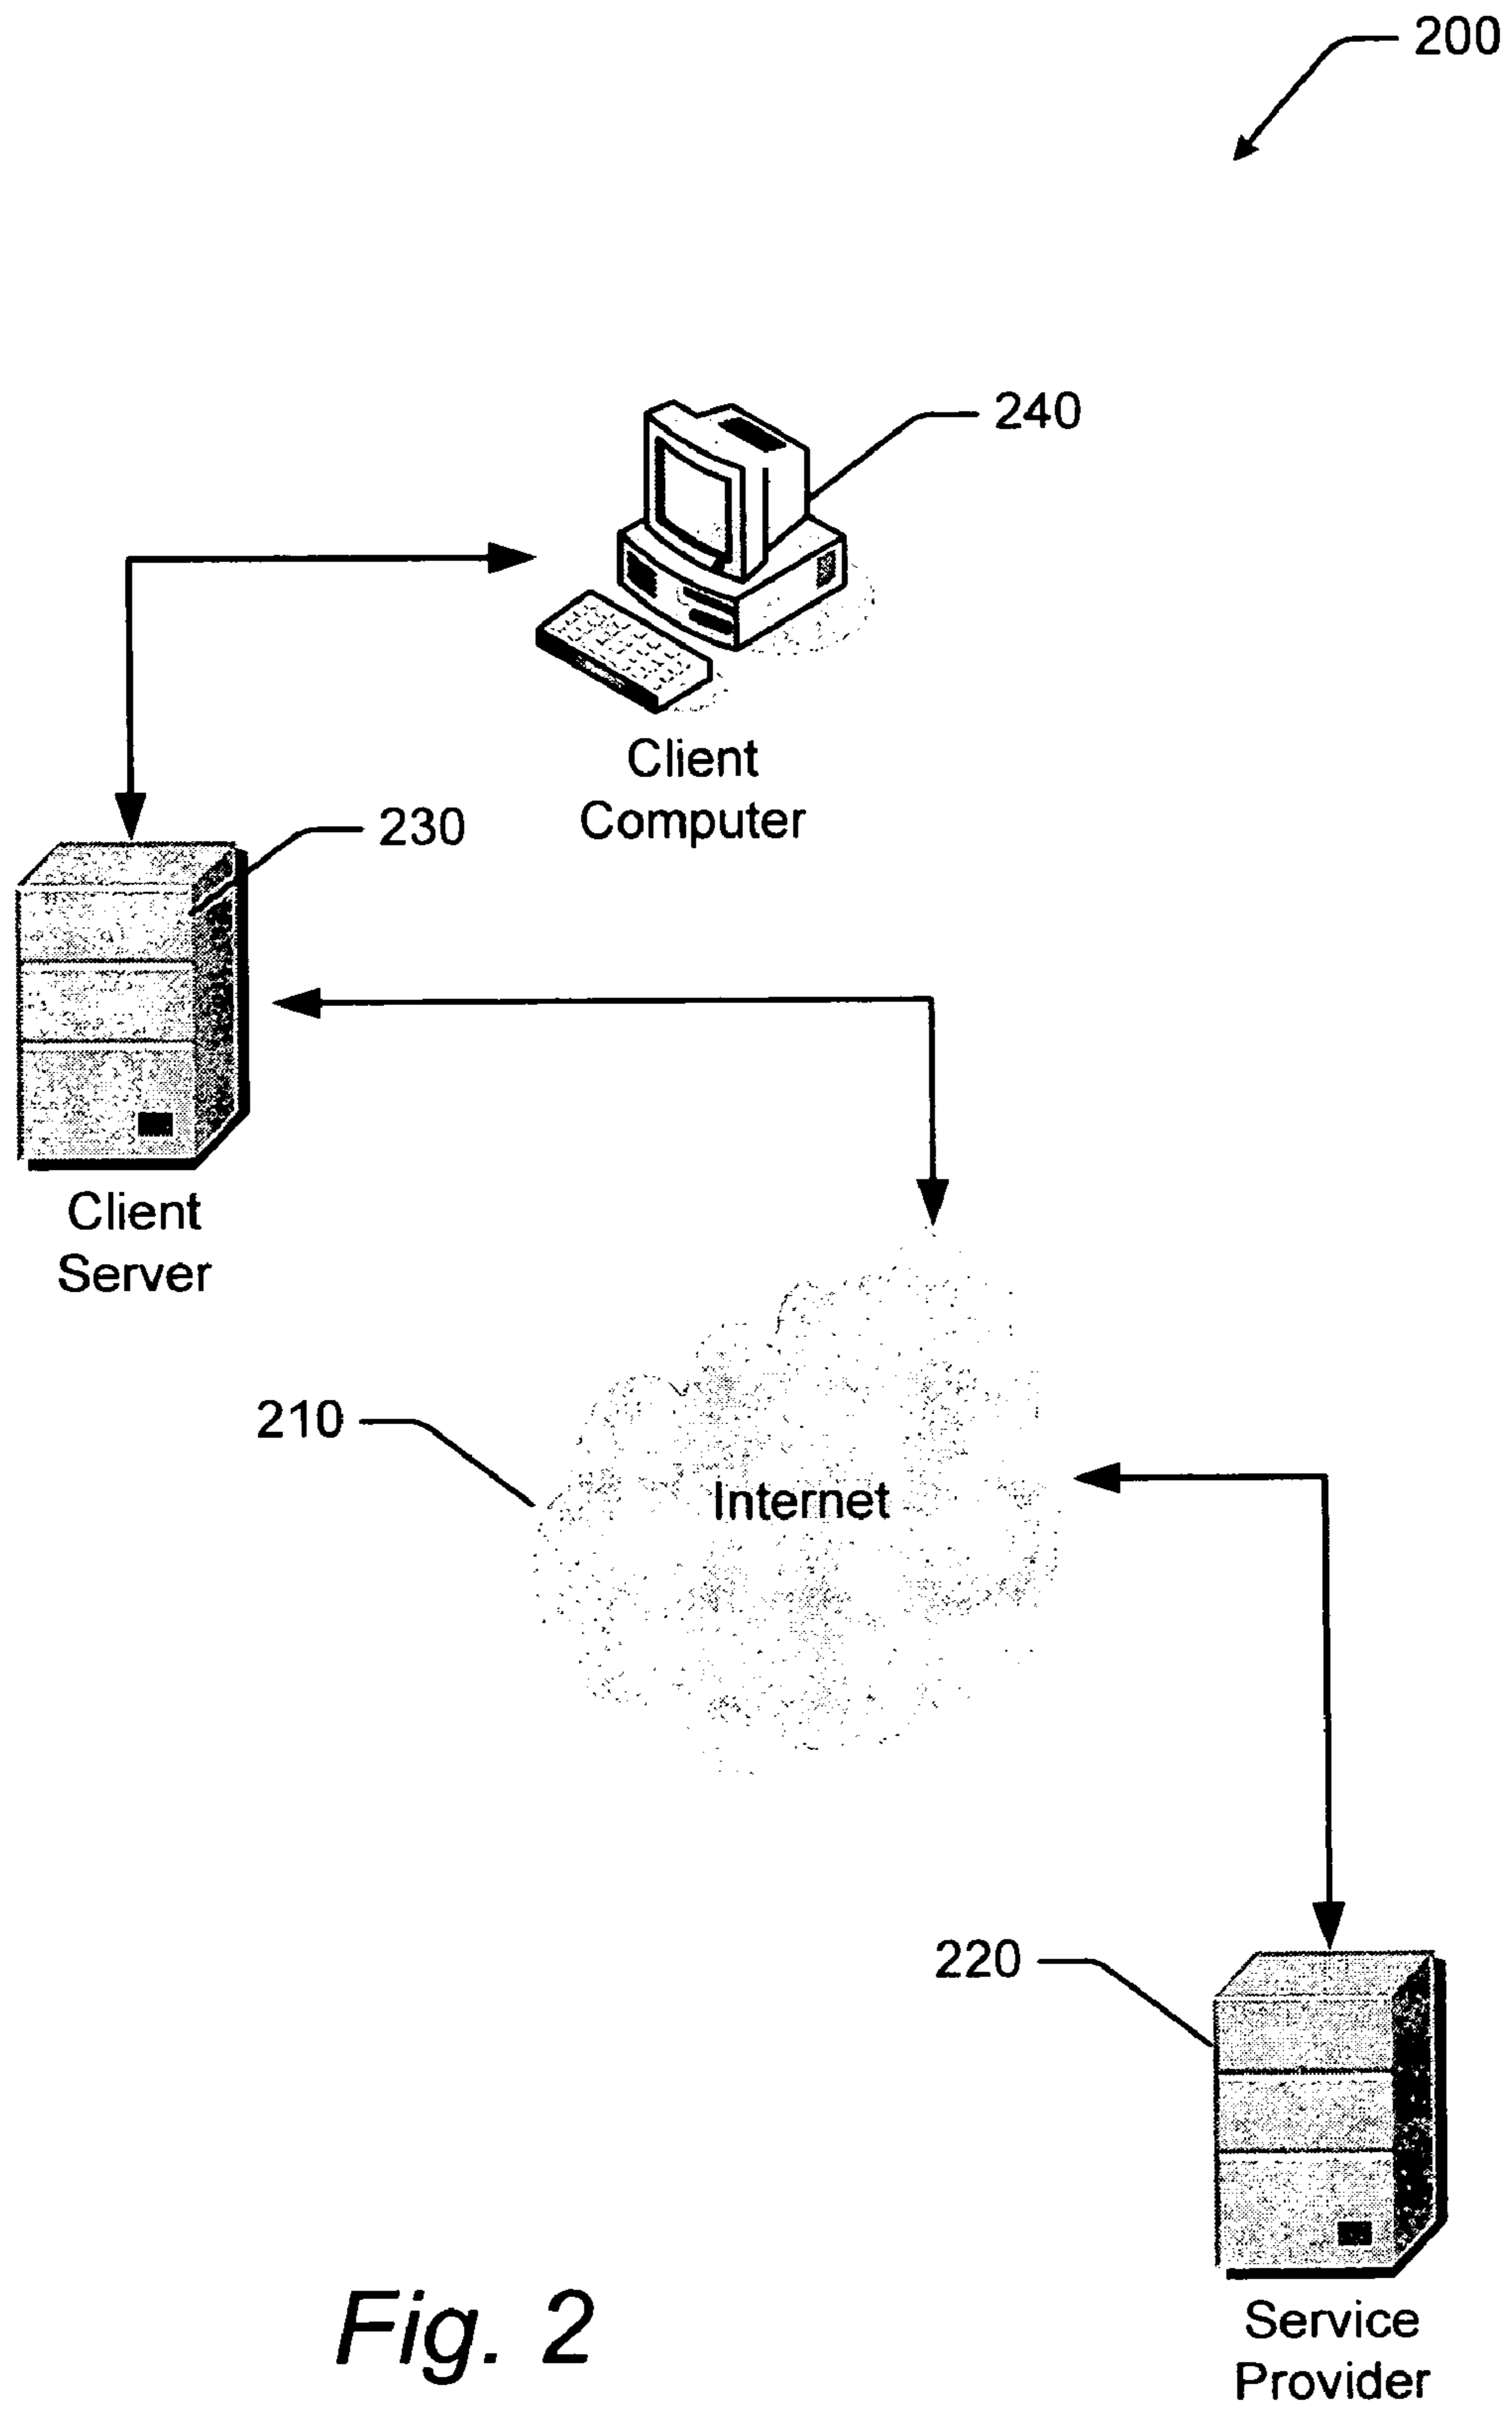 200
240
Client
Computer
230
Client
Server
210
Internet
220
Service
Provider
Fig. 2